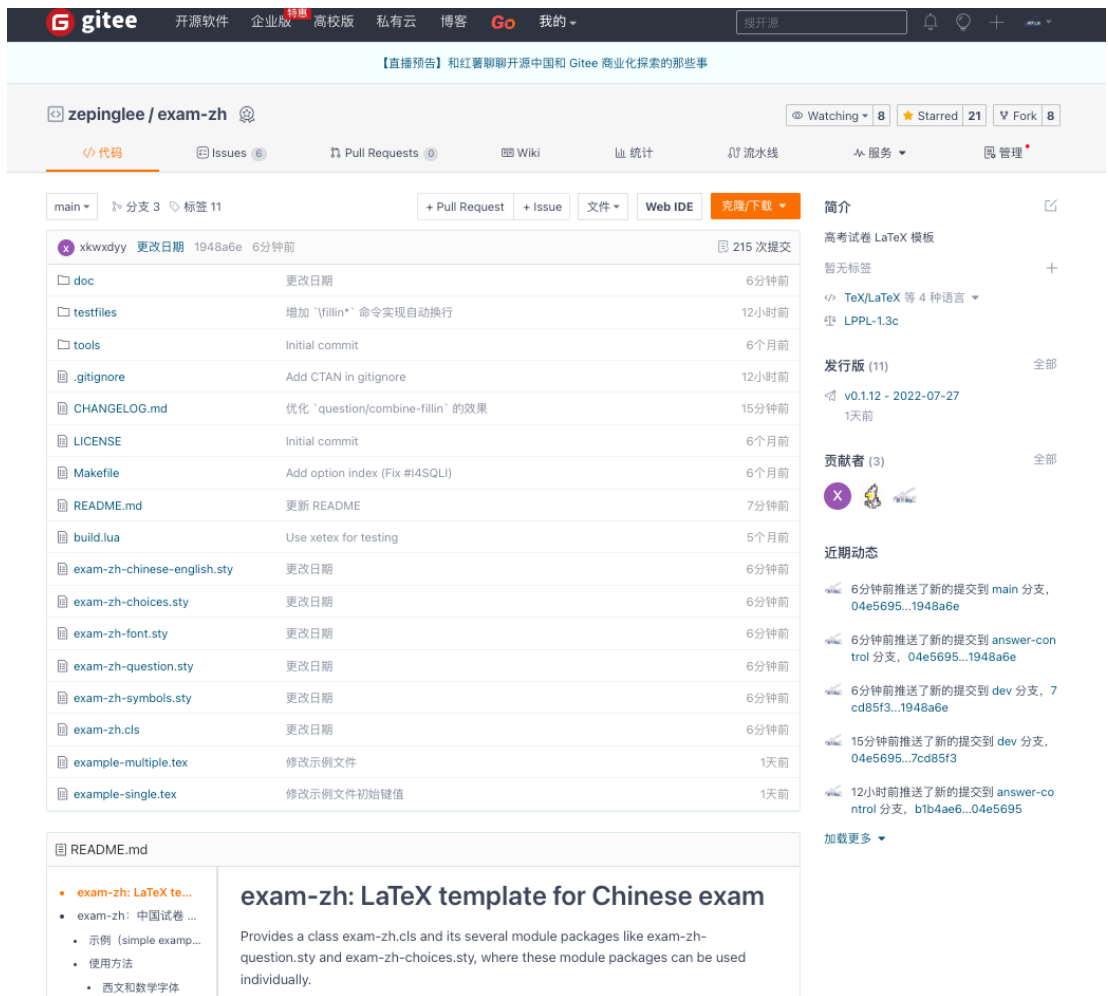 gitee 开源软件 企业版 特惠 高校版 私有云 博客 Go 我的 搜开源
【直播预告】和红薯聊聊开源中国和 Gitee 商业化探索的那些事
zepinglee / exam-zh Watching 8 Starred 21 Fork 8
代码 Issues 6 Pull Requests 0 Wiki 统计 流水线 服务 管理
main 分支 3 标签 11 + Pull Request + Issue 文件 Web IDE 克隆/下载
X xkwxdyy 更改日期 1948a6e 6分钟前 215 次提交
doc 更改日期 6分钟前
testfiles 增加 `\fillin*` 命令实现自动换行 12小时前
tools Initial commit 6个月前
.gitignore Add CTAN in gitignore 12小时前
CHANGELOG.md 优化 `question/combine-fillin` 的效果 15分钟前
LICENSE Initial commit 6个月前
Makefile Add option index (Fix #I4SQLI) 6个月前
README.md 更新 README 7分钟前
build.lua Use xetex for testing 5个月前
exam-zh-chinese-english.sty 更改日期 6分钟前
exam-zh-choices.sty 更改日期 6分钟前
exam-zh-font.sty 更改日期 6分钟前
exam-zh-question.sty 更改日期 6分钟前
exam-zh-symbols.sty 更改日期 6分钟前
exam-zh.cls 更改日期 6分钟前
example-multiple.tex 修改示例文件 1天前
example-single.tex 修改示例文件初始键值 1天前
简介
高考试卷 LaTeX 模板
暂无标签
TeX/LaTeX 等 4 种语言
LPPL-1.3c
发行版 (11) 全部
v0.1.12 - 2022-07-27
1天前
贡献者 (3) 全部
X
近期动态
6分钟前推送了新的提交到 main 分支，
04e5695...1948a6e
6分钟前推送了新的提交到 answer-con
trol 分支，04e5695...1948a6e
6分钟前推送了新的提交到 dev 分支，7
cd85f3...1948a6e
15分钟前推送了新的提交到 dev 分支，
04e5695...7cd85f3
12小时前推送了新的提交到 answer-co
ntrol 分支，b1b4ae6...04e5695
加载更多
README.md
exam-zh: LaTeX te...
exam-zh：中国试卷 ...
示例（simple examp...
使用方法
西文和数学字体
exam-zh: LaTeX template for Chinese exam
Provides a class exam-zh.cls and its several module packages like exam-zh-
question.sty and exam-zh-choices.sty, where these module packages can be used
individually.